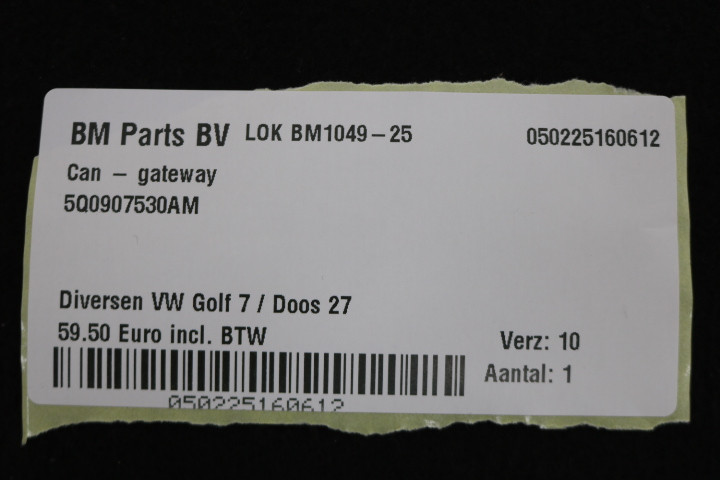 BM Parts BV LOK BM1049-25 050225160612
Can - gateway
5Q0907530AM
Diversen VW Golf 7 / Doos 27
59.50 Euro incl. BTW
Verz: 10
Aantal: 1
050225160612